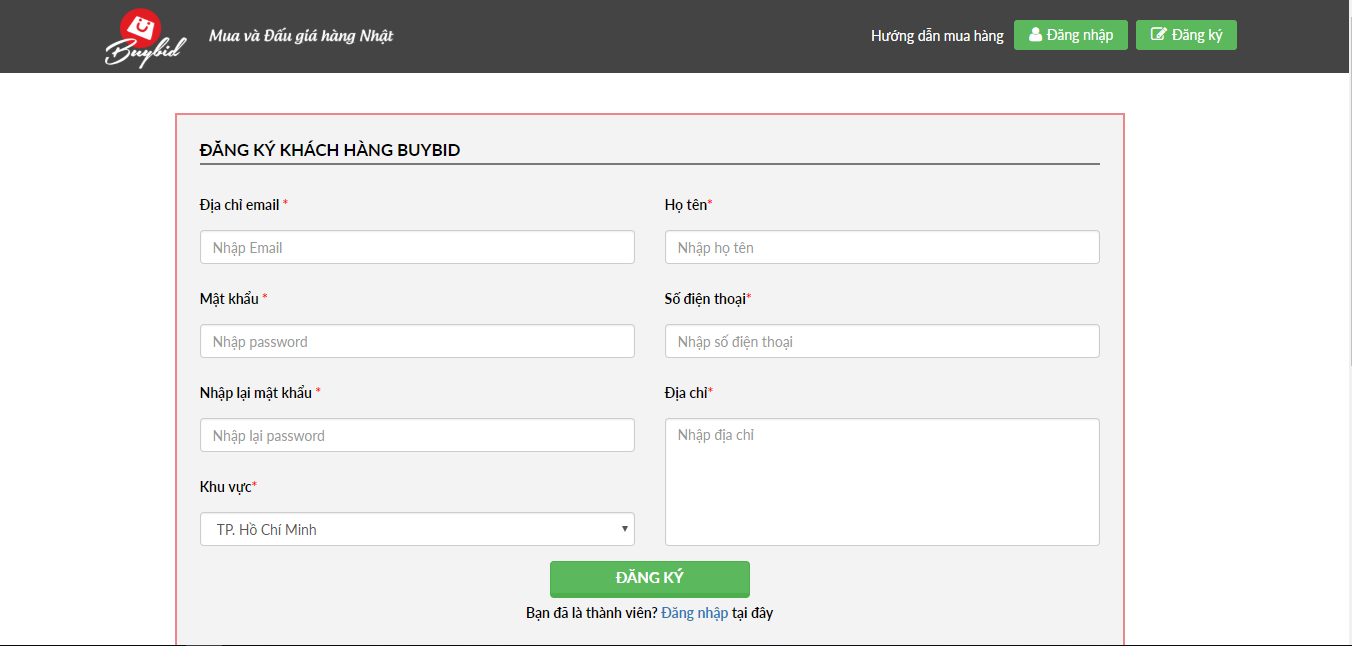 Buybid
Mua và Đấu giá hàng Nhật
Hướng dẫn mua hàng
Đăng nhập
Đăng ký
ĐĂNG KÝ KHÁCH HÀNG BUYBID
Địa chỉ email *
Họ tên*
Nhập Email
Nhập họ tên
Mật khẩu *
Số điện thoại*
Nhập password
Nhập số điện thoại
Nhập lại mật khẩu *
Địa chỉ*
Nhập lại password
Nhập địa chỉ
Khu vực*
TP. Hồ Chí Minh
ĐĂNG KÝ
Bạn đã là thành viên? Đăng nhập tại đây